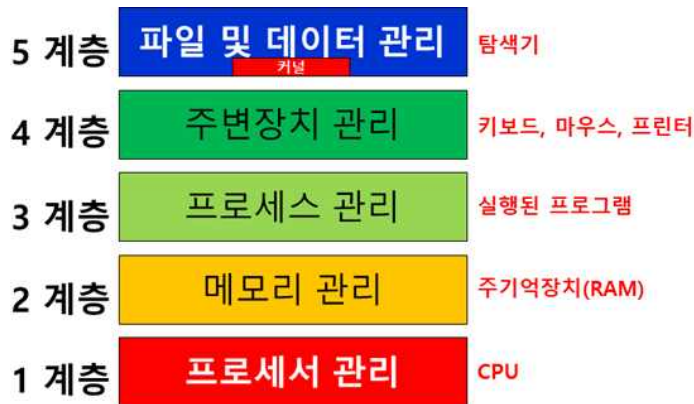 5 계층 파일 및 데이터 관리 탐색기
커널
4 계층 주변장치 관리 키보드, 마우스, 프린터
3 계층 프로세스 관리 실행된 프로그램
2 계층 메모리 관리 주기억장치(RAM)
1 계층 프로세서 관리 CPU